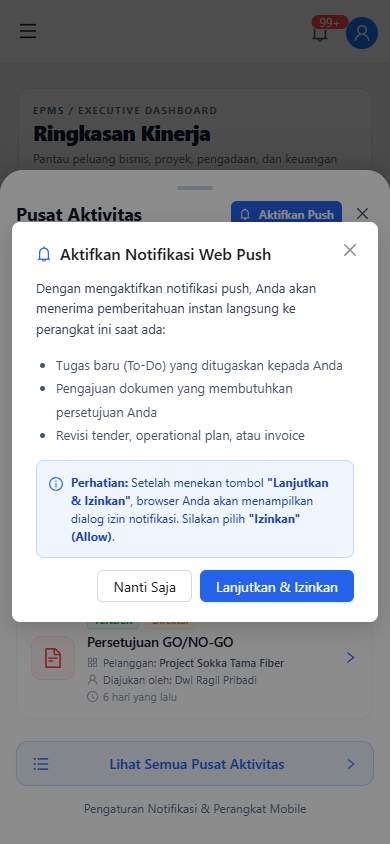 99+
EPMS / EXECUTIVE DASHBOARD
Ringkasan Kinerja
Pantau peluang bisnis, proyek, pengadaan, dan keuangan
Pusat Aktivitas
Aktifkan Push
Aktifkan Notifikasi Web Push
Dengan mengaktifkan notifikasi push, Anda akan
menerima pemberitahuan instan langsung ke
perangkat ini saat ada:
• Tugas baru (To-Do) yang ditugaskan kepada Anda
• Pengajuan dokumen yang membutuhkan
persetujuan Anda
• Revisi tender, operational plan, atau invoice
Perhatian: Setelah menekan tombol "Lanjutkan
& Izinkan", browser Anda akan menampilkan
dialog izin notifikasi. Silakan pilih "Izinkan"
(Allow).
Nanti Saja
Lanjutkan & Izinkan
TENDER
Direktur
Persetujuan GO/NO-GO
Pelanggan: Project Sokka Tama Fiber
Diajukan oleh: Dwi Ragil Pribadi
6 hari yang lalu
Lihat Semua Pusat Aktivitas
Pengaturan Notifikasi & Perangkat Mobile